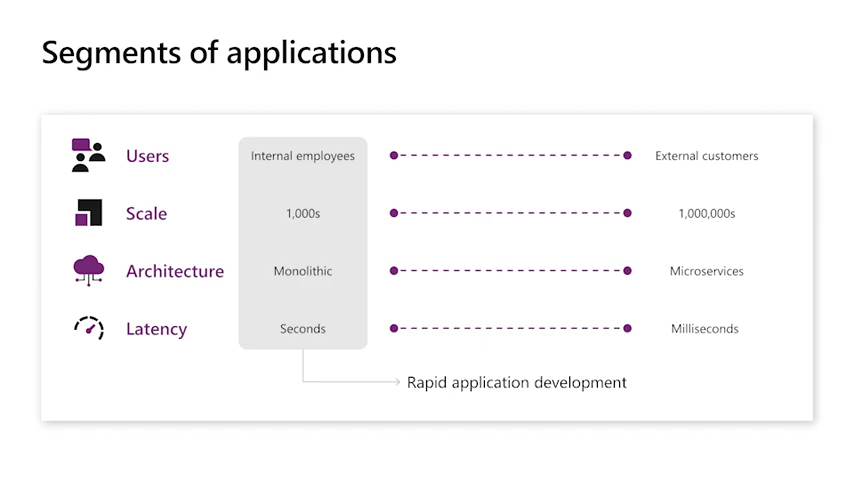 Segments of applications
Users
Internal employees
External customers
Scale
1,000s
1,000,000s
Architecture
Monolithic
Microservices
Latency
Seconds
Milliseconds
Rapid application development